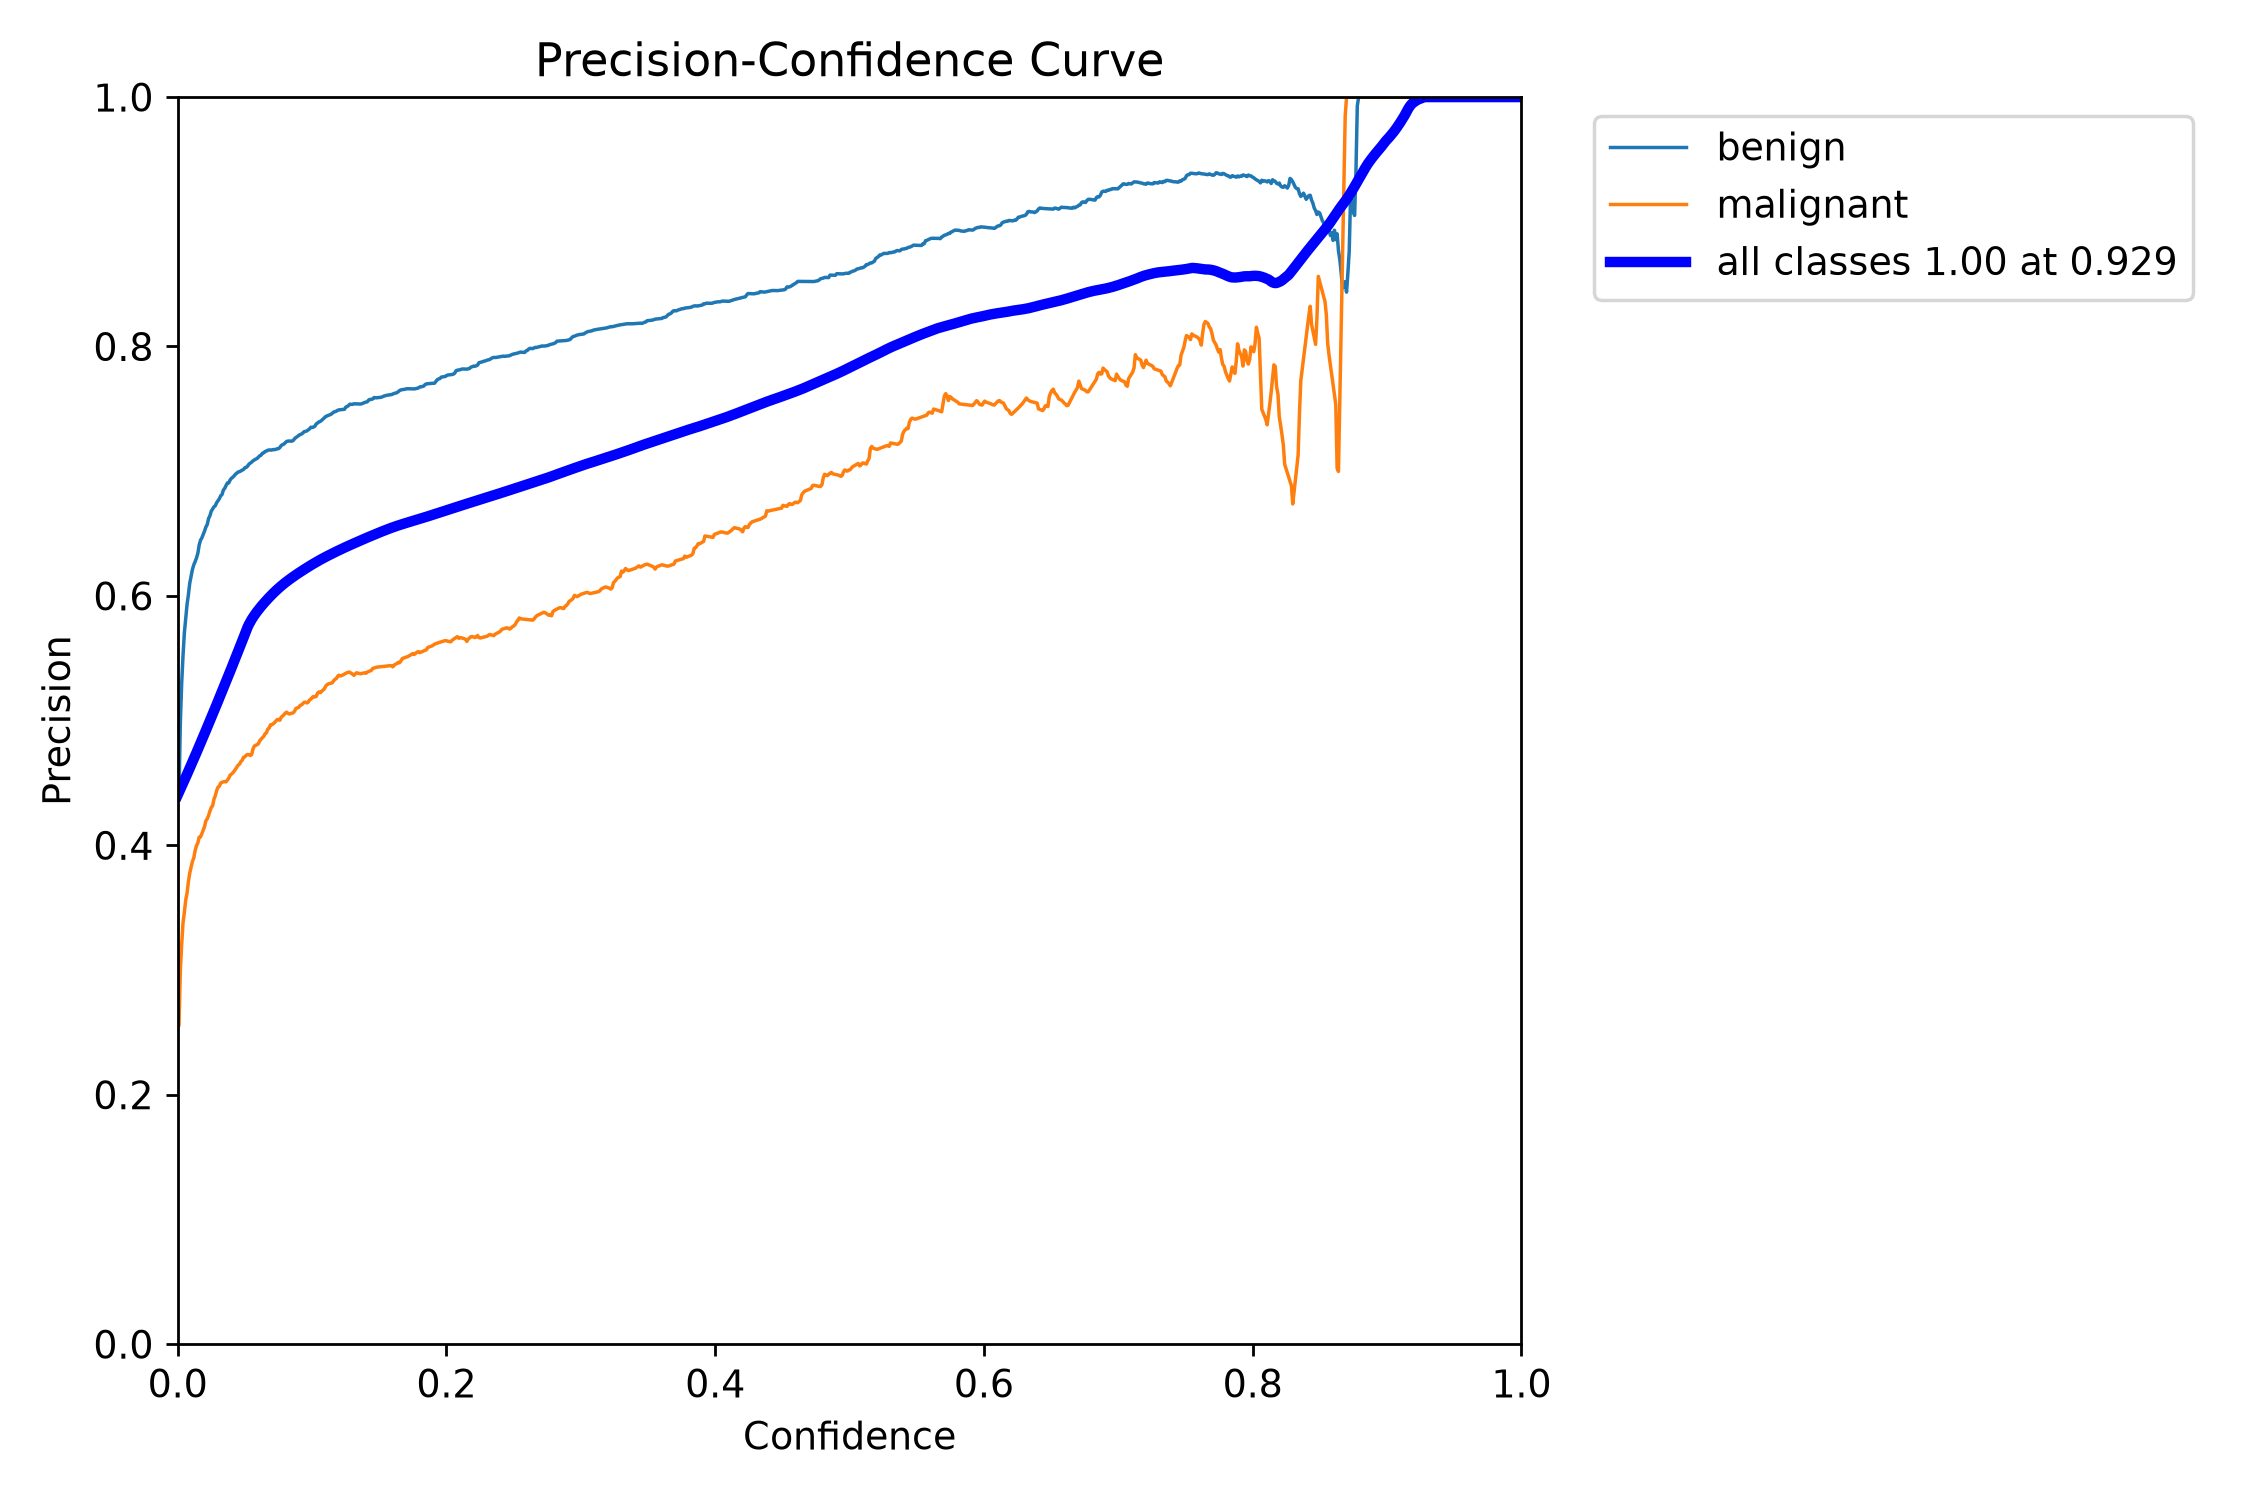 Precision-Confidence Curve
1.0
0.8
0.6
0.4
0.2
0.0
Precision
0.0 0.2 0.4 0.6 0.8 1.0
Confidence
benign
malignant
all classes 1.00 at 0.929